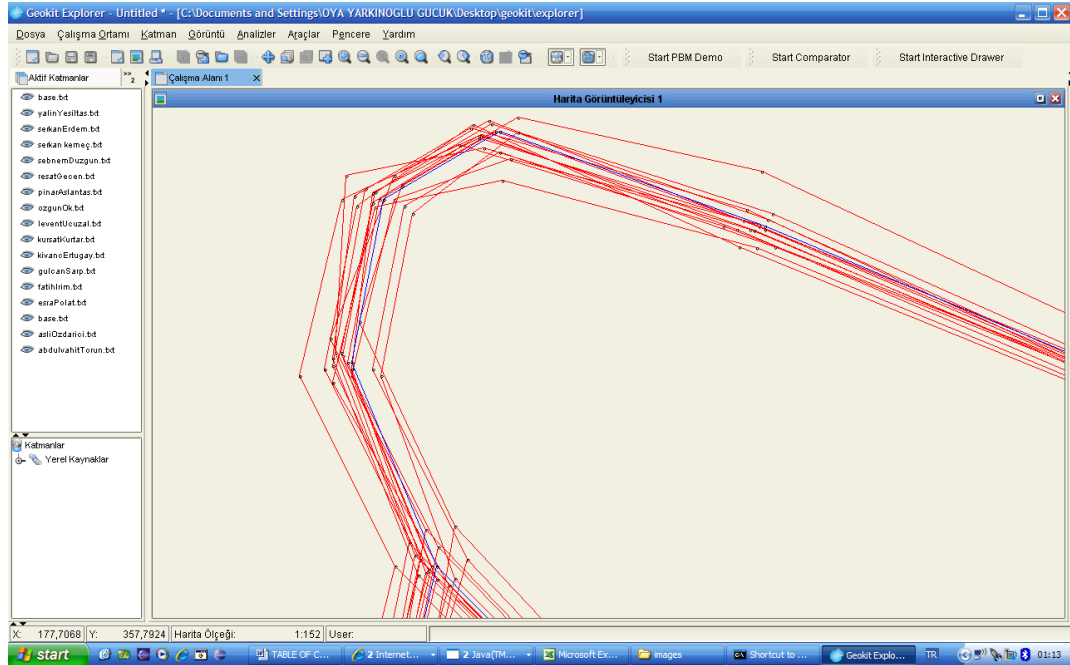 Geokit Explorer - Untitled * - [C:\Documents and Settings\OYA YARKINOGLU GUCUK\Desktop\geokit\explorer]
Dosya Çalışma Ortamı Katman Görüntü Analizler Araçlar Pencere Yardım
Start PBM Demo Start Comparator Start Interactive Drawer
Aktif Katmanlar >> 2 Çalışma Alanı 1 X
Harita Görüntüleyicisi 1
base.txt
yalinYesiltas.txt
serkanErdem.txt
serkan kemeç.txt
sebnemDuzgun.txt
resatGecen.txt
pinarAslantas.txt
ozgunOk.txt
leventUcuzal.txt
kursatKurtar.txt
kivancErtugay.txt
gulcanSarp.txt
fatihIrim.txt
esraPolat.txt
base.txt
asliOzdarici.txt
abdulvahitTorun.txt
Katmanlar
Yerel Kaynaklar
X: 177,7068 Y: 357,7924 Harita Ölçeği: 1:152 User:
start TABLE OF C... 2 Internet... 2 Java(TM... Microsoft Ex... images Shortcut to ... Geokit Explo... TR 01:13